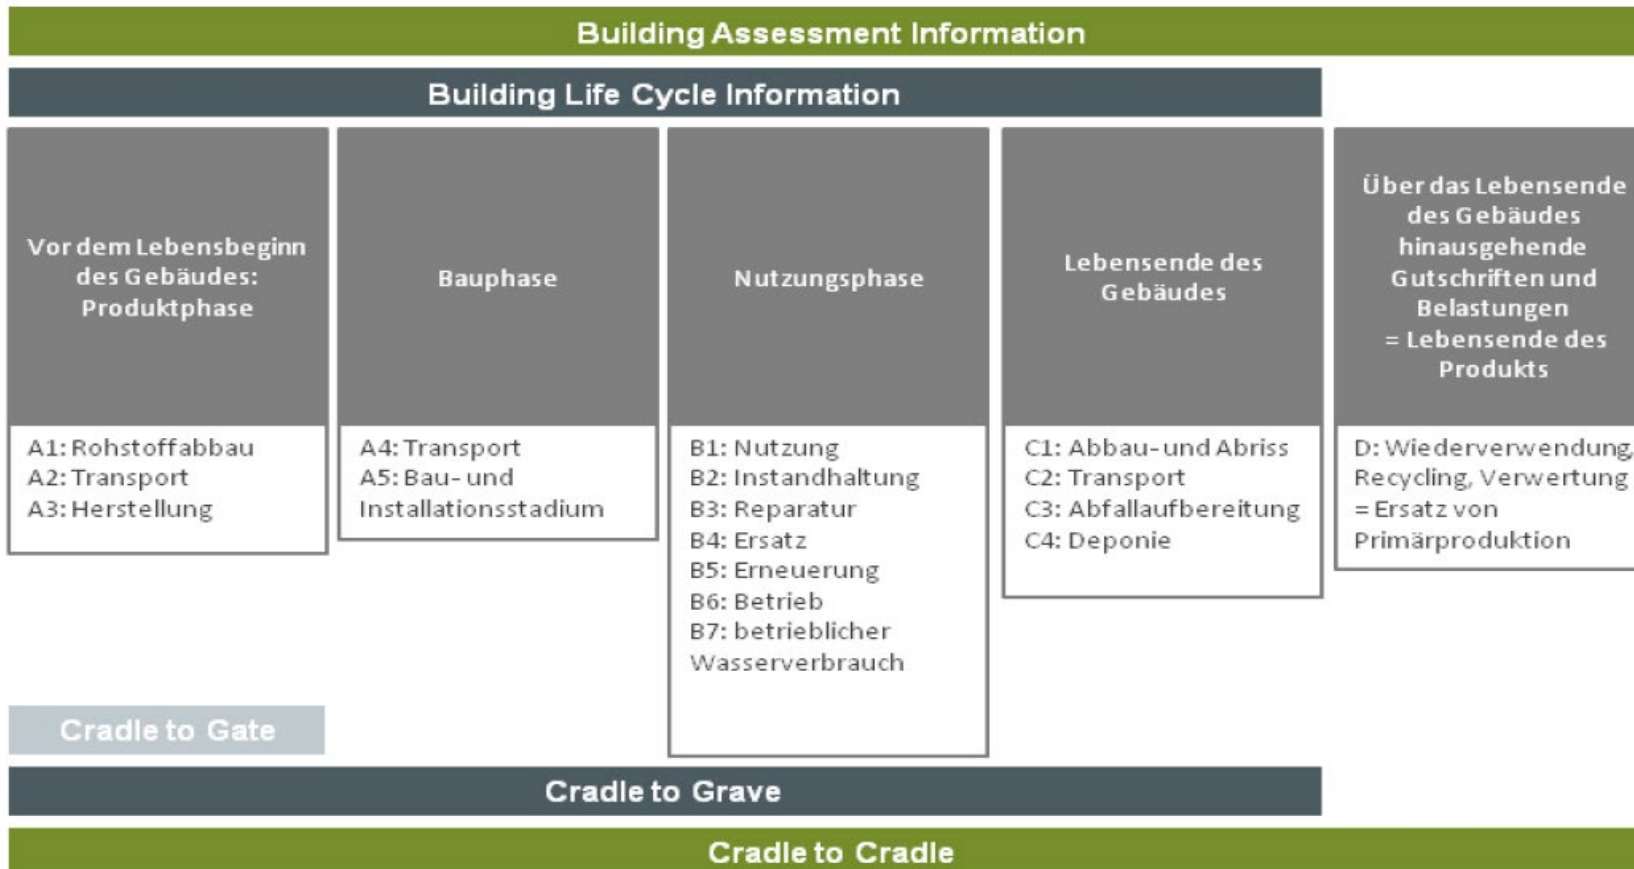 Building Assessment Information
Building Life Cycle Information
Vor dem Lebensbeginn
des Gebäudes:
Produktphase
A1: Rohstoffabbau
A2: Transport
A3: Herstellung
Bauphase
A4: Transport
A5: Bau- und
Installationsstadium
Nutzungsphase
B1: Nutzung
B2: Instandhaltung
B3: Reparatur
B4: Ersatz
B5: Erneuerung
B6: Betrieb
B7: betrieblicher
Wasserverbrauch
Lebensende des
Gebäudes
C1: Abbau- und Abriss
C2: Transport
C3: Abfallaufbereitung
C4: Deponie
Über das Lebensende
des Gebäudes
hinausgehende
Gutschriften und
Belastungen
= Lebensende des
Produkts
D: Wiederverwendung,
Recycling, Verwertung
= Ersatz von
Primärproduktion
Cradle to Gate
Cradle to Grave
Cradle to Cradle